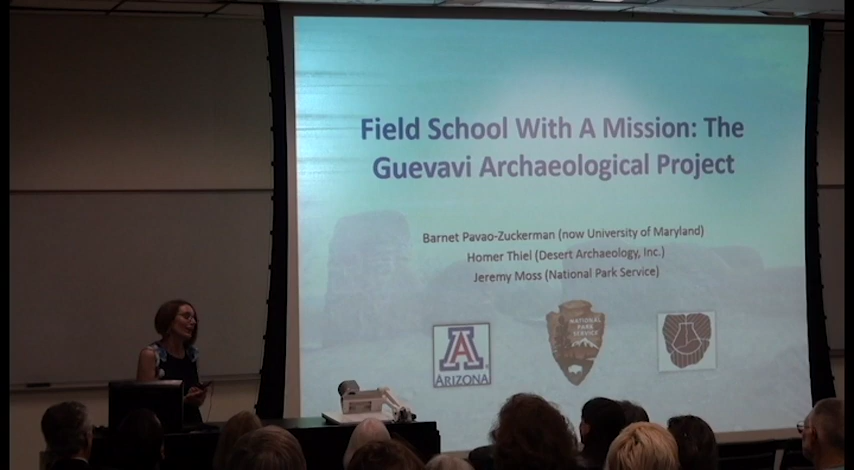 Field School With A Mission: The
Guevavi Archaeological Project
Barnet Pavao-Zuckerman (now University of Maryland)
Homer Thiel (Desert Archaeology, Inc.)
Jeremy Moss (National Park Service)
A
ARIZONA
NATIONAL
PARK
SERVICE